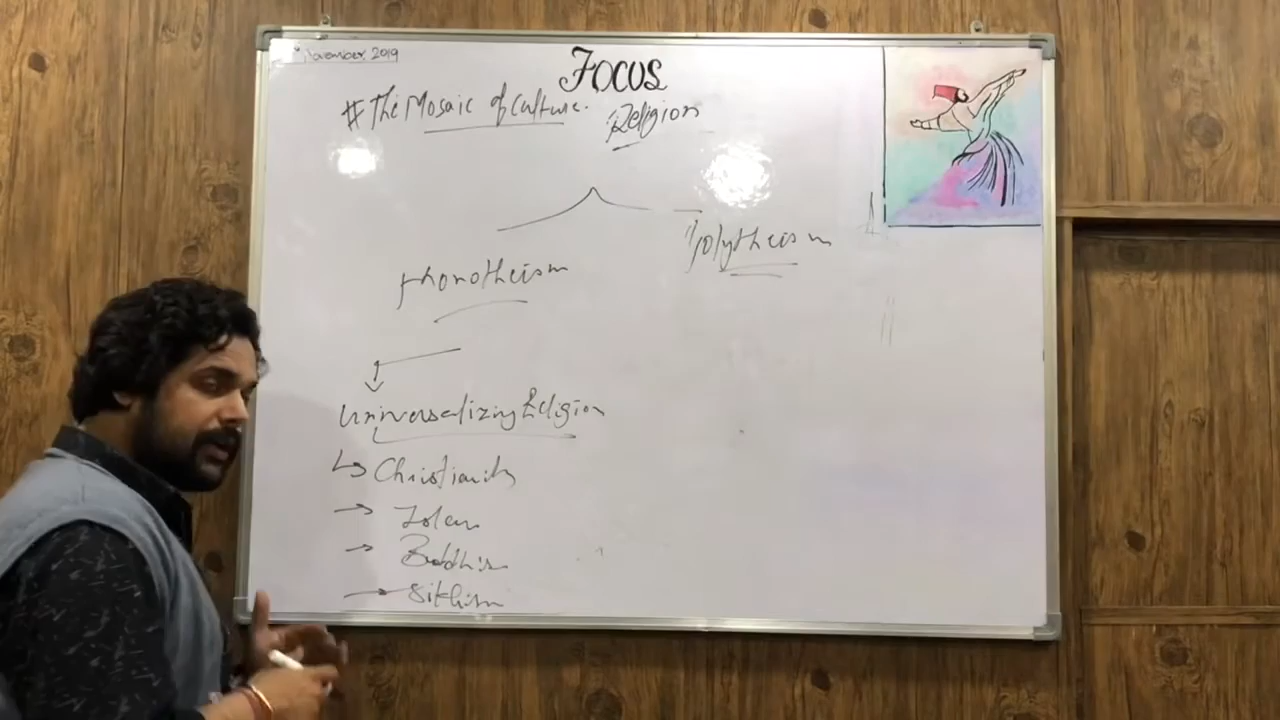 November 2019
FOCUS
# The Mosaic of Culture.
Religion
Monotheism
Polytheism
Universalizing Religion
Christianity
Islam
Buddhism
Sikhism